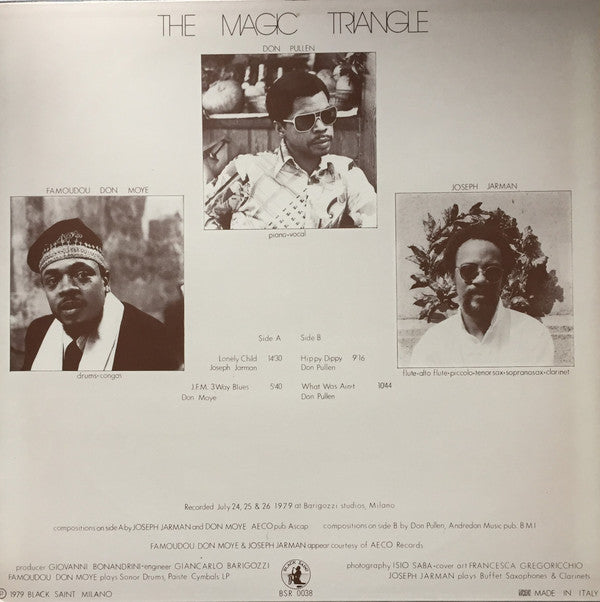 THE MAGIC TRIANGLE
DON PULLEN
piano-vocal
FAMOUDOU DON MOYE
drums-congas
JOSEPH JARMAN
flute-alto flute-piccolo-tenor sax-soprano sax-clarinet
Side A Side B
Lonely Child 14'30 Hippy Dippy 9'16
Joseph Jarman Don Pullen
J.F.M. 3 Way Blues 5'40 What Was Ain't 10'44
Don Moye Don Pullen
Recorded July 24, 25 & 26 1979 at Barigozzi studios, Milano
compositions on side A by JOSEPH JARMAN and DON MOYE AECO pub. Ascap compositions on side B by Don Pullen, Andredon Music pub. BMI
FAMOUDOU DON MOYE & JOSEPH JARMAN appear courtesy of AECO Records
producer GIOVANNI BONANDRINI-engineer GIANCARLO BARIGOZZI photography ISIO SABA-cover art FRANCESCA GREGORICCHIO
FAMOUDOU DON MOYE plays Sonor Drums, Paiste Cymbals LP JOSEPH JARMAN plays Buffet Saxophones & Clarinets
BLACK SAINT
℗ 1979 BLACK SAINT MILANO BSR 0038 MADE IN ITALY